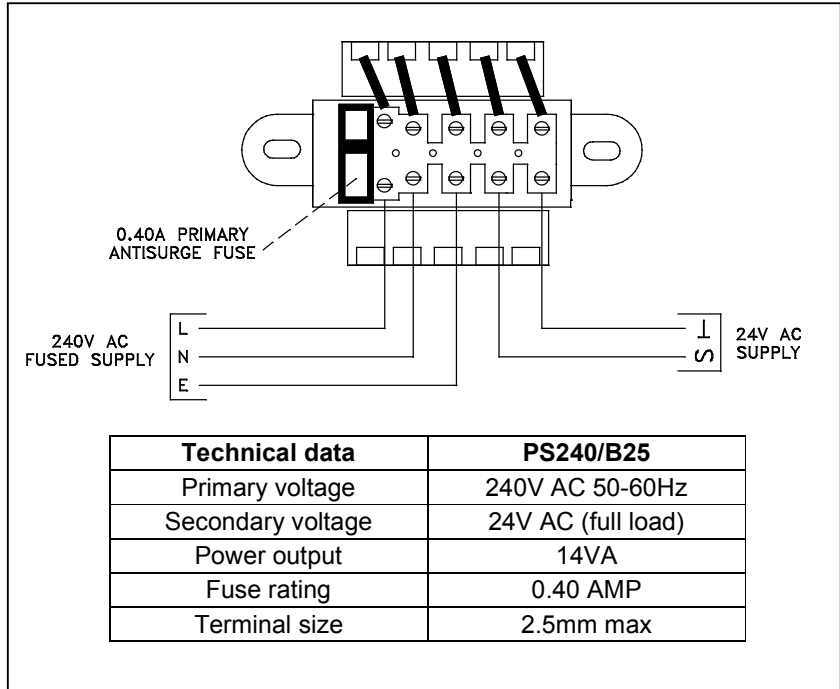 0.40A PRIMARY
ANTISURGE FUSE
240V AC
FUSED SUPPLY
L
N
E
⊥
S
24V AC
SUPPLY
Technical data PS240/B25
Primary voltage 240V AC 50-60Hz
Secondary voltage 24V AC (full load)
Power output 14VA
Fuse rating 0.40 AMP
Terminal size 2.5mm max